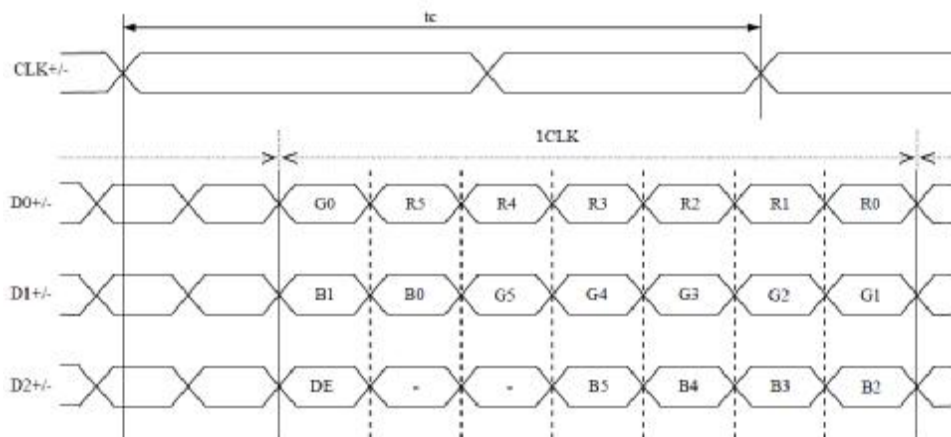 tc
CLK+/-
1CLK
D0+/- G0 R5 R4 R3 R2 R1 R0
D1+/- B1 B0 G5 G4 G3 G2 G1
D2+/- DE - - B5 B4 B3 B2